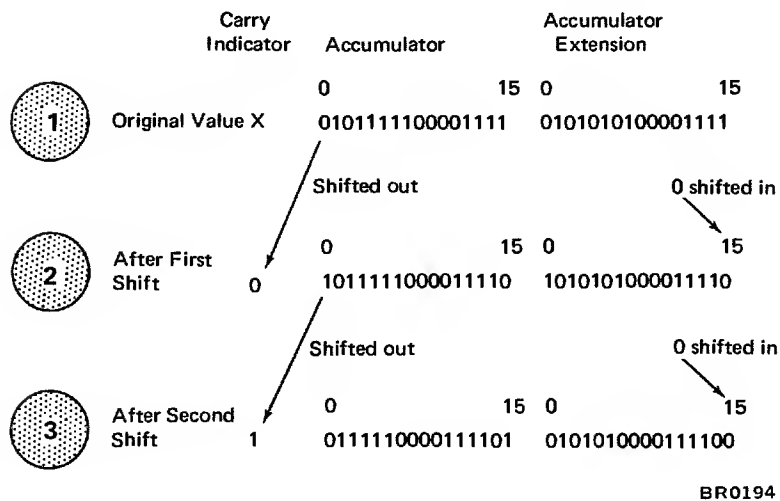 Carry Indicator Accumulator Accumulator Extension
0 15 0 15
1 Original Value X 0101111100001111 0101010100001111
Shifted out 0 shifted in
0 15 0 15
2 After First Shift 0 1011111000011110 1010101000011110
Shifted out 0 shifted in
0 15 0 15
3 After Second Shift 1 0111110000111101 0101010000111100
BR0194